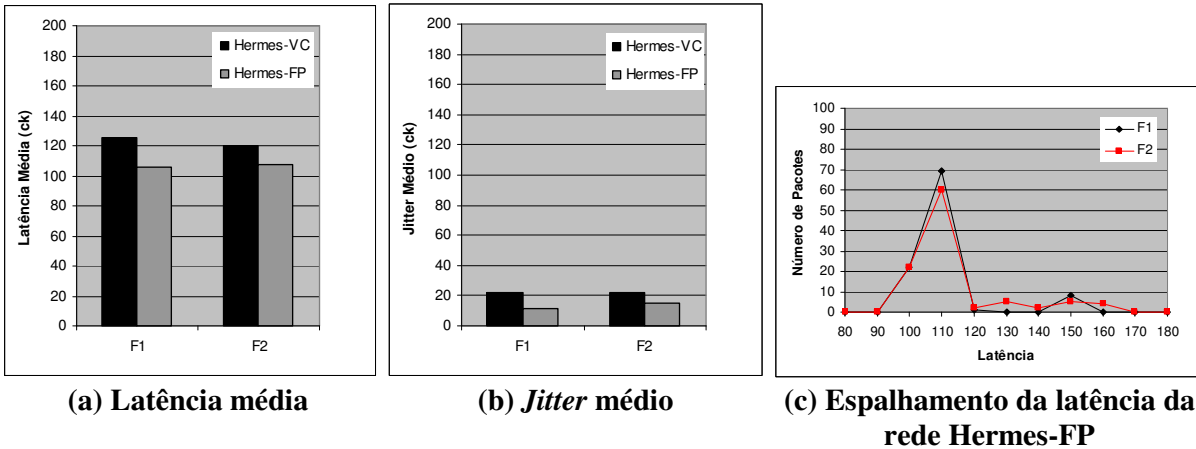 200
180
160
140
120
100
80
60
40
20
0
Latência Média (ck)
Hermes-VC
Hermes-FP
F1 F2
(a) Latência média
200
180
160
140
120
100
80
60
40
20
0
Jitter Médio (ck)
Hermes-VC
Hermes-FP
F1 F2
(b) Jitter médio
100
90
80
70
60
50
40
30
20
10
0
Número de Pacotes
F1
F2
80 90 100 110 120 130 140 150 160 170 180
Latência
(c) Espalhamento da latência da
rede Hermes-FP